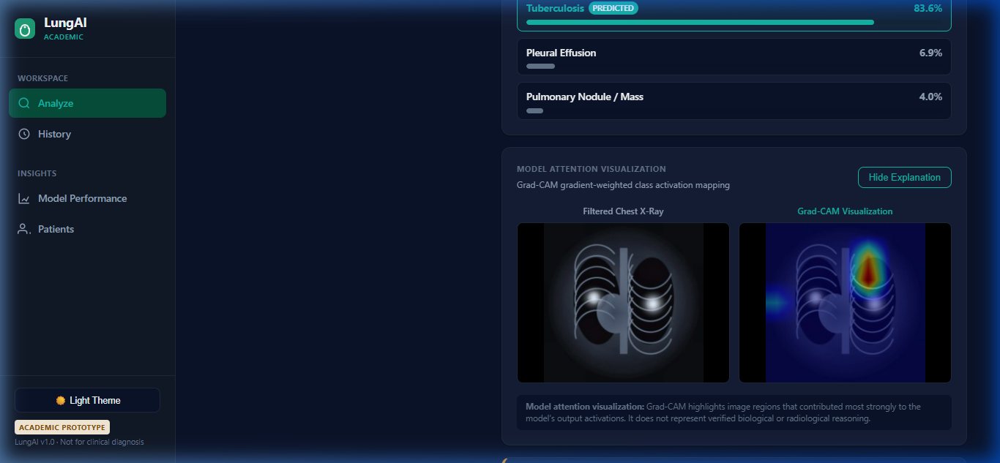 LungAI
ACADEMIC
WORKSPACE
Analyze
History
INSIGHTS
Model Performance
Patients
Light Theme
ACADEMIC PROTOTYPE
LungAI v1.0 · Not for clinical diagnosis
Tuberculosis PREDICTED 83.6%
Pleural Effusion 6.9%
Pulmonary Nodule / Mass 4.0%
MODEL ATTENTION VISUALIZATION
Grad-CAM gradient-weighted class activation mapping
Hide Explanation
Filtered Chest X-Ray
Grad-CAM Visualization
Model attention visualization: Grad-CAM highlights image regions that contributed most strongly to the
model's output activations. It does not represent verified biological or radiological reasoning.